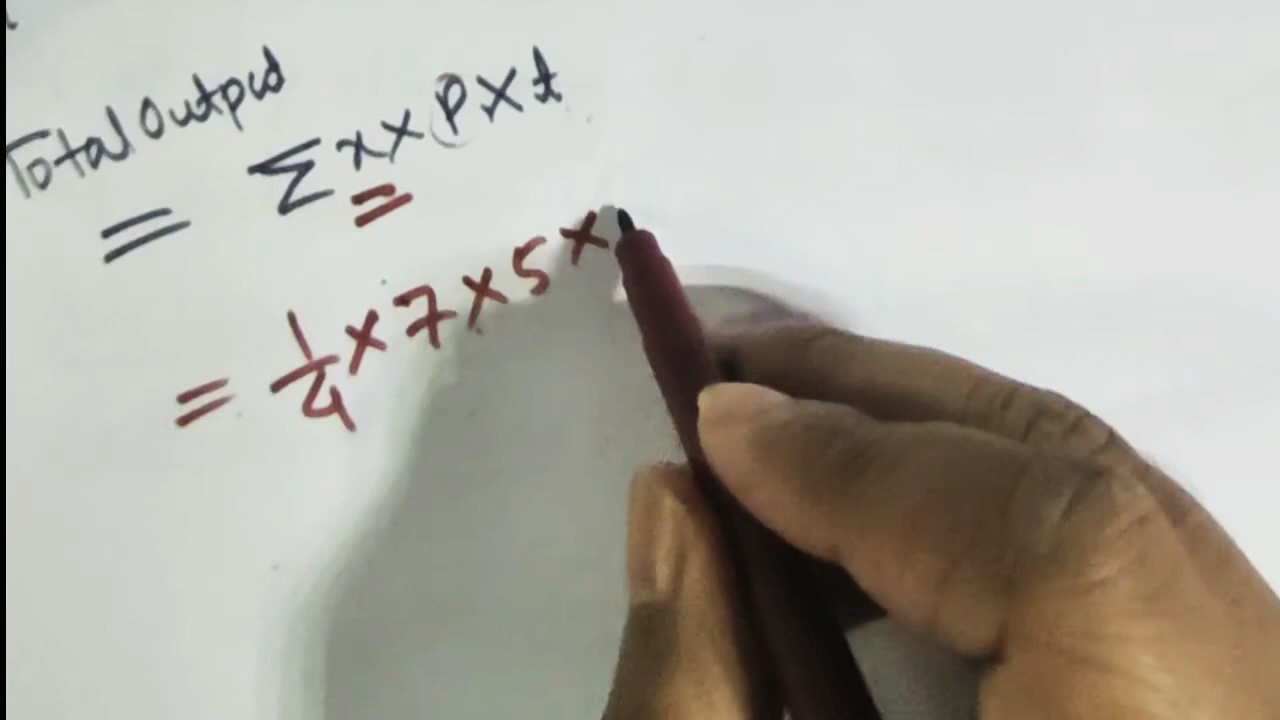 Total Output
= Σ x × P × t
= 1/4 × 7 × 5 ×